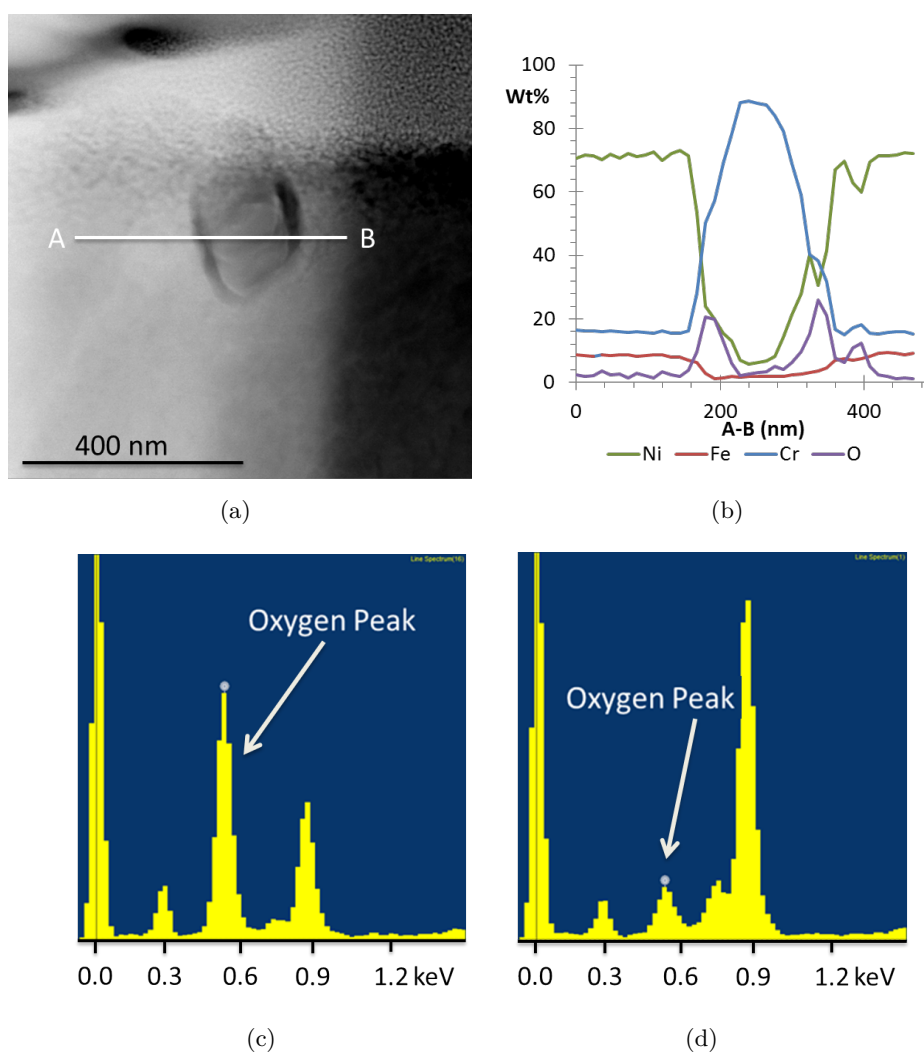 A B
400 nm
(a)
100
Wt%
80
60
40
20
0
0 200 400
A-B (nm)
Ni Fe Cr O
(b)
Line Spectrum(16)
Oxygen Peak
0.0 0.3 0.6 0.9 1.2 keV
(c)
Line Spectrum(1)
Oxygen Peak
0.0 0.3 0.6 0.9 1.2 keV
(d)